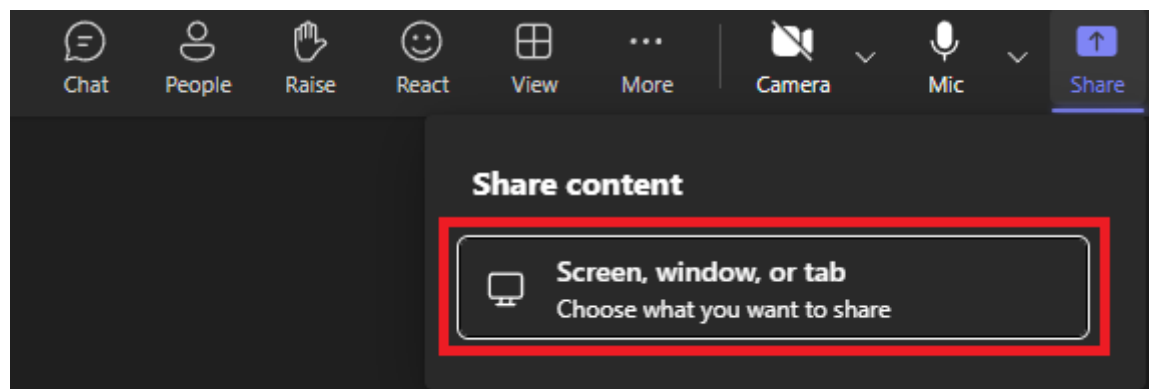 Chat People Raise React View More Camera Mic Share
Share content
Screen, window, or tab
Choose what you want to share